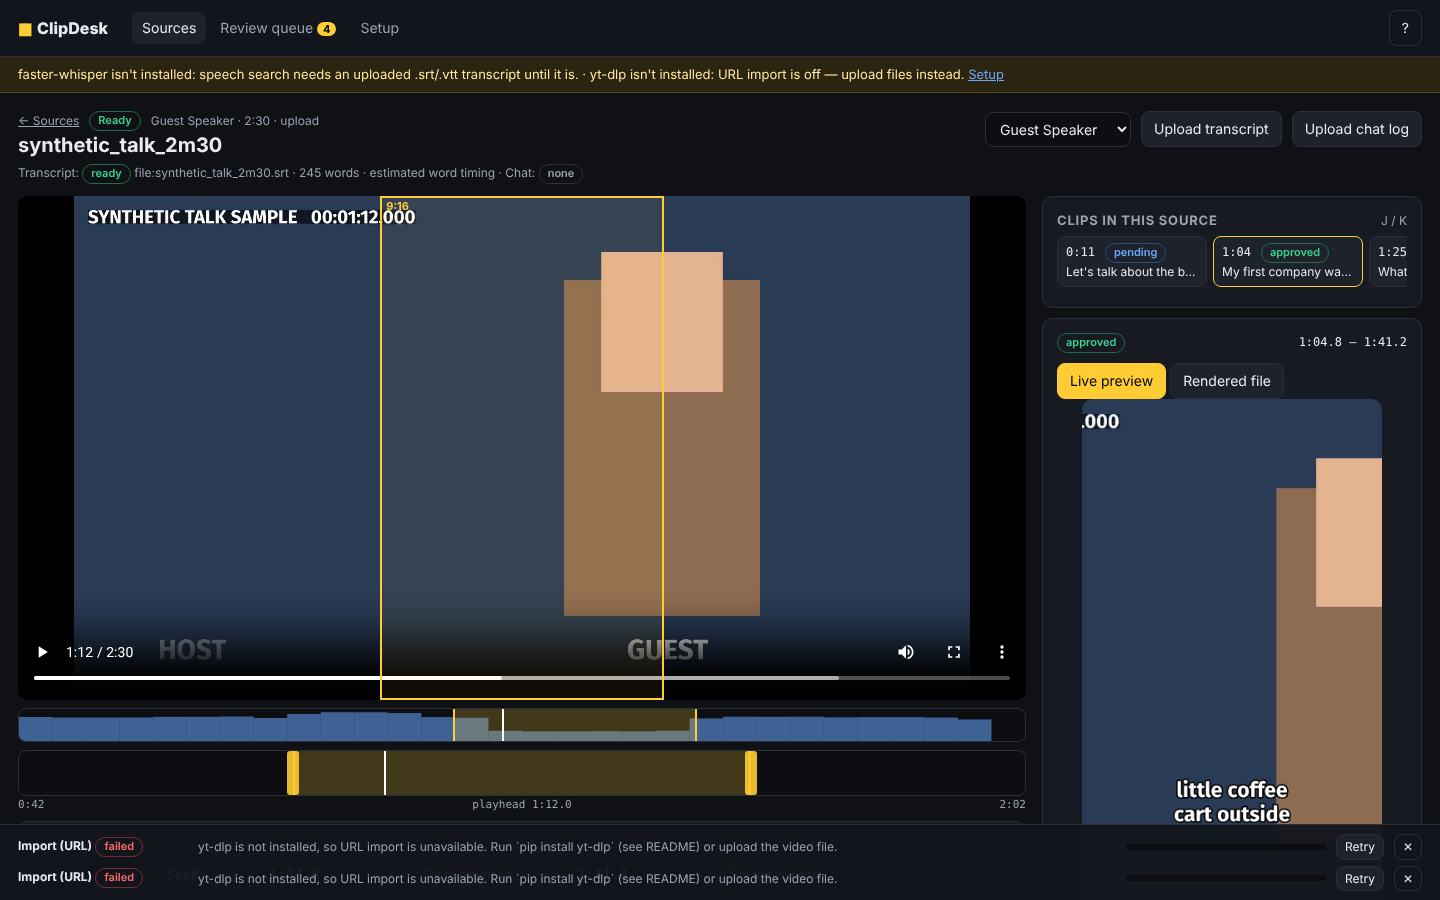 ClipDesk Sources Review queue 4 Setup ?
faster-whisper isn't installed: speech search needs an uploaded .srt/.vtt transcript until it is. · yt-dlp isn't installed: URL import is off — upload files instead. Setup
← Sources Ready Guest Speaker · 2:30 · upload
synthetic_talk_2m30
Transcript: ready file:synthetic_talk_2m30.srt · 245 words · estimated word timing · Chat: none
Guest Speaker Upload transcript Upload chat log
9:16
SYNTHETIC TALK SAMPLE 00:01:12.000
HOST GUEST
1:12 / 2:30
0:42 playhead 1:12.0 2:02
CLIPS IN THIS SOURCE J / K
0:11 pending
Let's talk about the b...
1:04 approved
My first company wa...
1:25
What
approved 1:04.8 – 1:41.2
Live preview Rendered file
.000
little coffee
cart outside
Import (URL) failed yt-dlp is not installed, so URL import is unavailable. Run `pip install yt-dlp` (see README) or upload the video file. Retry ✕
Import (URL) failed yt-dlp is not installed, so URL import is unavailable. Run `pip install yt-dlp` (see README) or upload the video file. Retry ✕